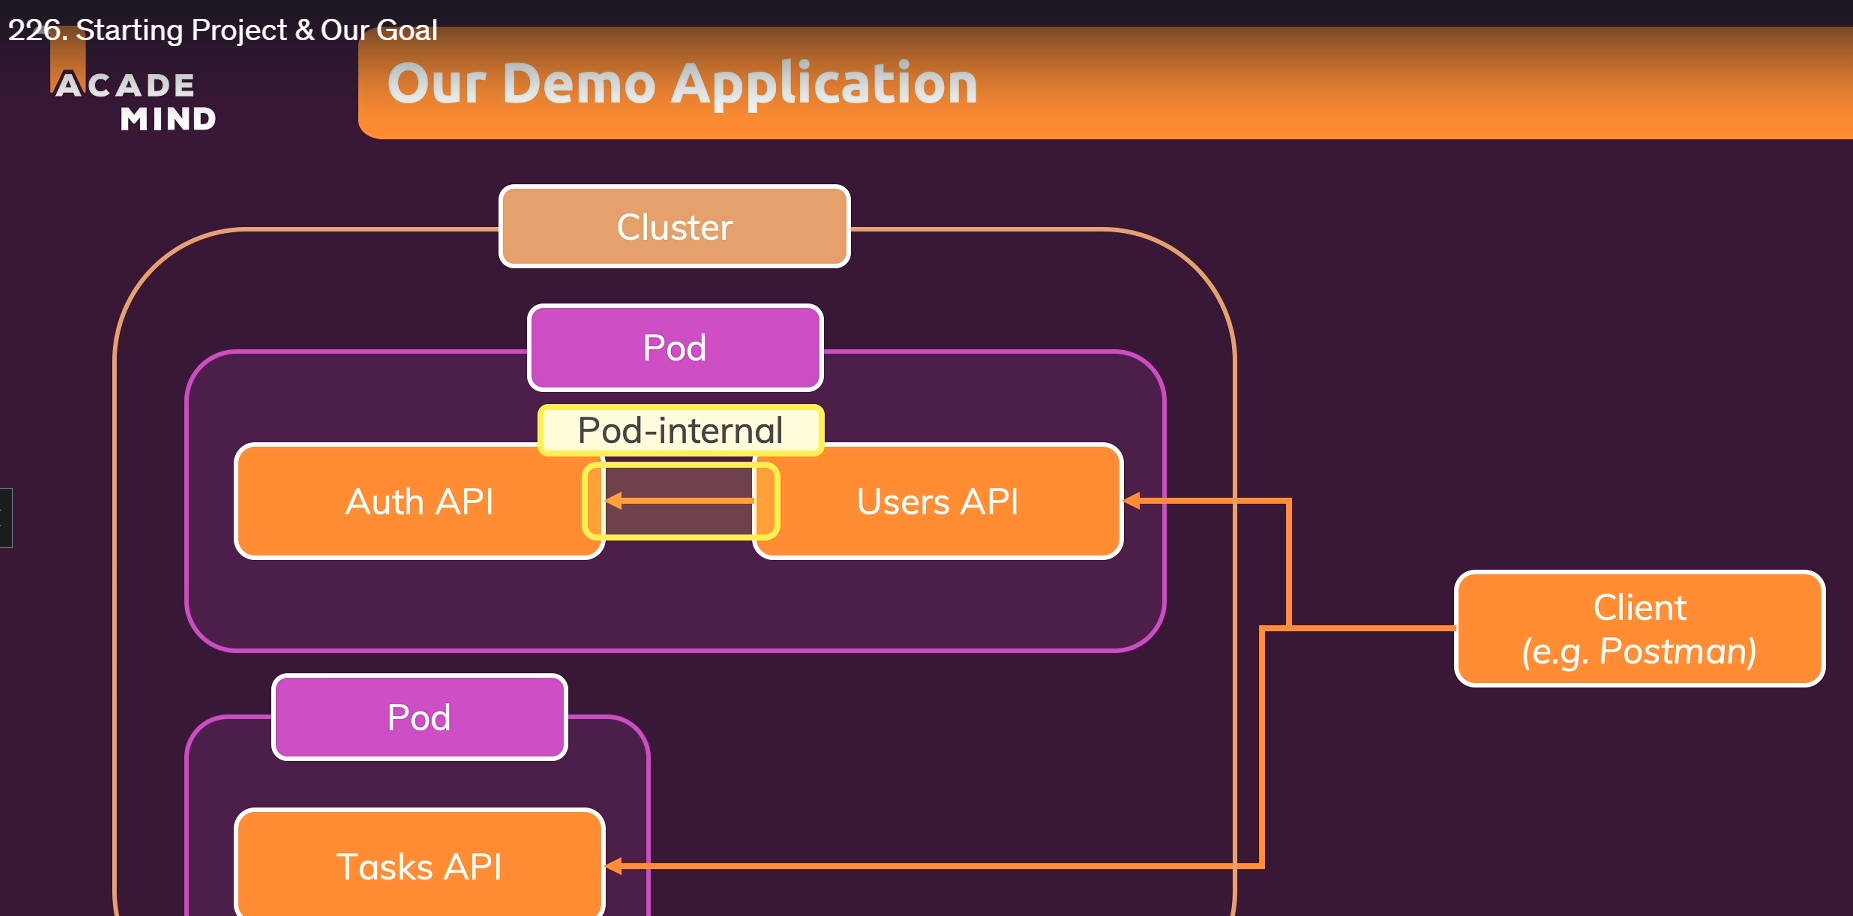 226. Starting Project & Our Goal
ACADE
MIND
Our Demo Application
Cluster
Pod
Pod-internal
Auth API
Users API
Client
(e.g. Postman)
Pod
Tasks API